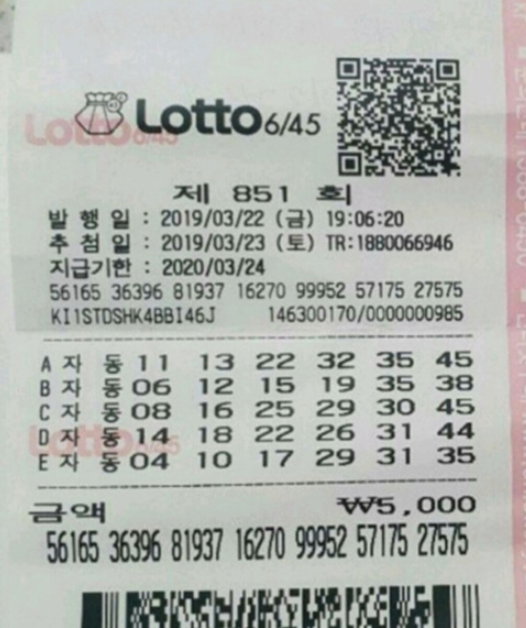 Lotto 6/45
제 851 회
발 행 일 : 2019/03/22 (금) 19:06:20
추 첨 일 : 2019/03/23 (토) TR:1880066946
지급기한 : 2020/03/24
56165 36396 81937 16270 99952 57175 27575
KI1STDSHK4BBI46J 146300170/0000000985
A 자 동 11 13 22 32 35 45
B 자 동 06 12 15 19 35 38
C 자 동 08 16 25 29 30 45
D 자 동 14 18 22 26 31 44
E 자 동 04 10 17 29 31 35
금액 ₩5,000
56165 36396 81937 16270 99952 57175 27575